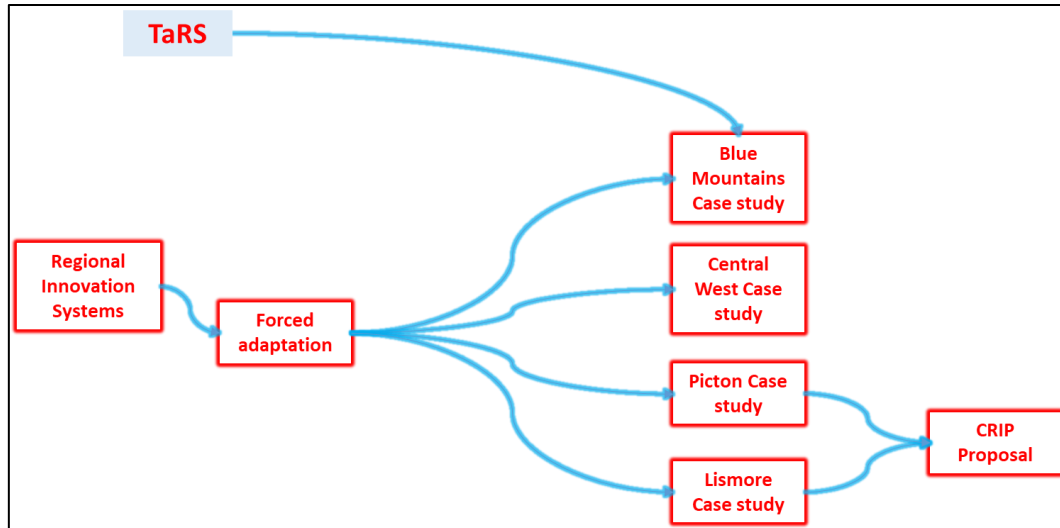 TaRS
Blue
Mountains
Case study
Regional
Innovation
Systems
Forced
adaptation
Central
West Case
study
Picton Case
study
Lismore
Case study
CRIP
Proposal